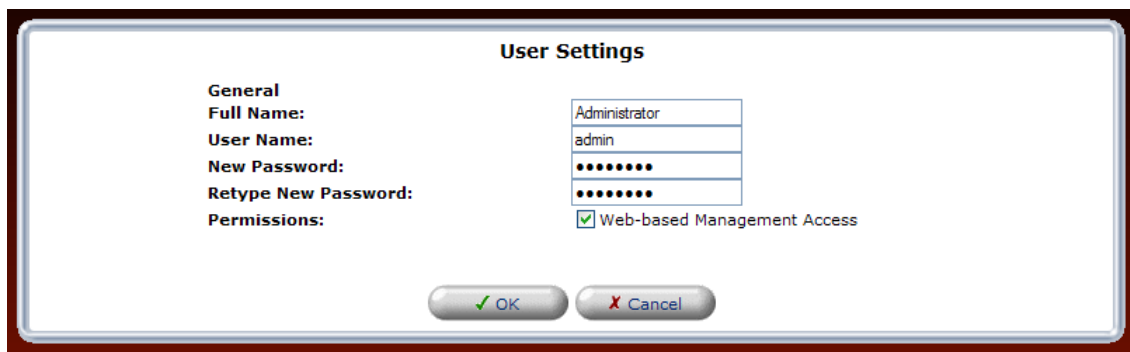 User Settings
General
Full Name: Administrator
User Name: admin
New Password: ●●●●●●●●
Retype New Password: ●●●●●●●●
Permissions: Web-based Management Access
OK Cancel